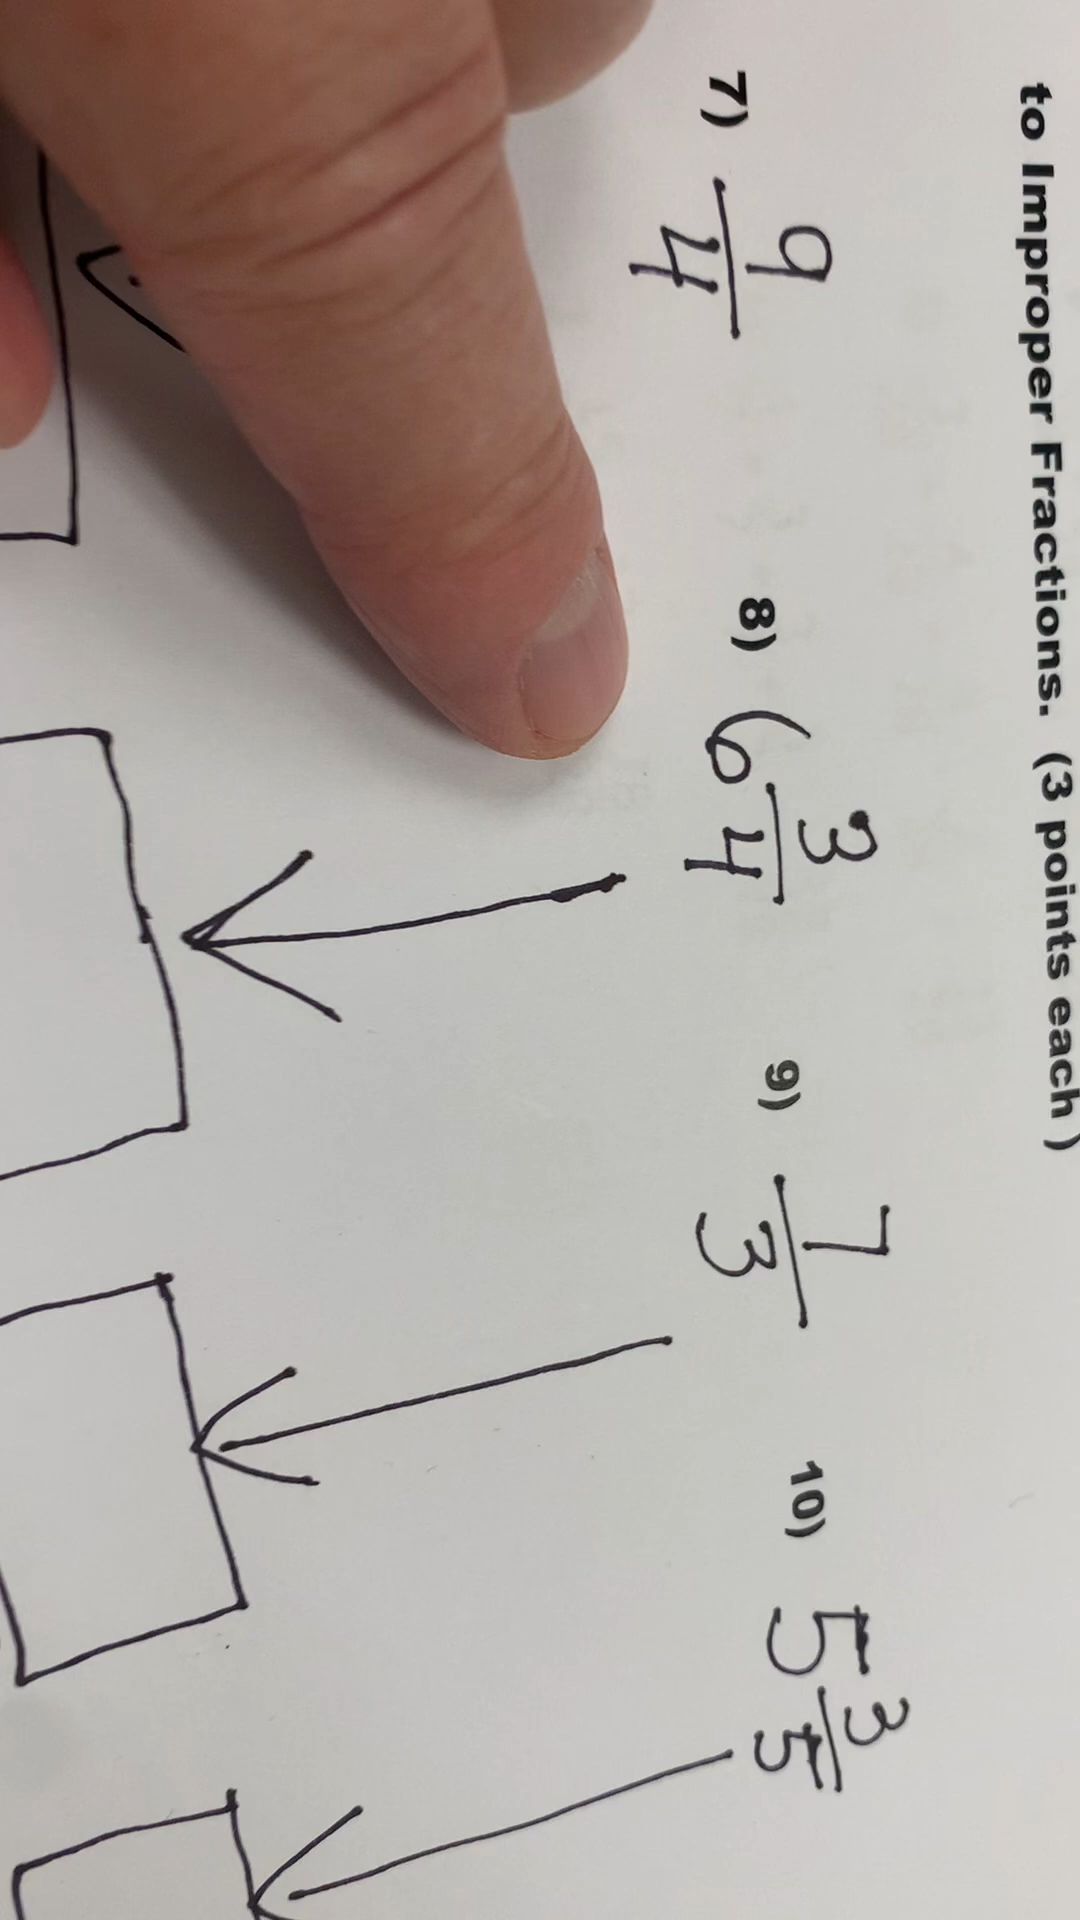 to Improper Fractions. (3 points each)
7) 9/4 8) 6 3/4 9) 7/3 10) 5 3/5